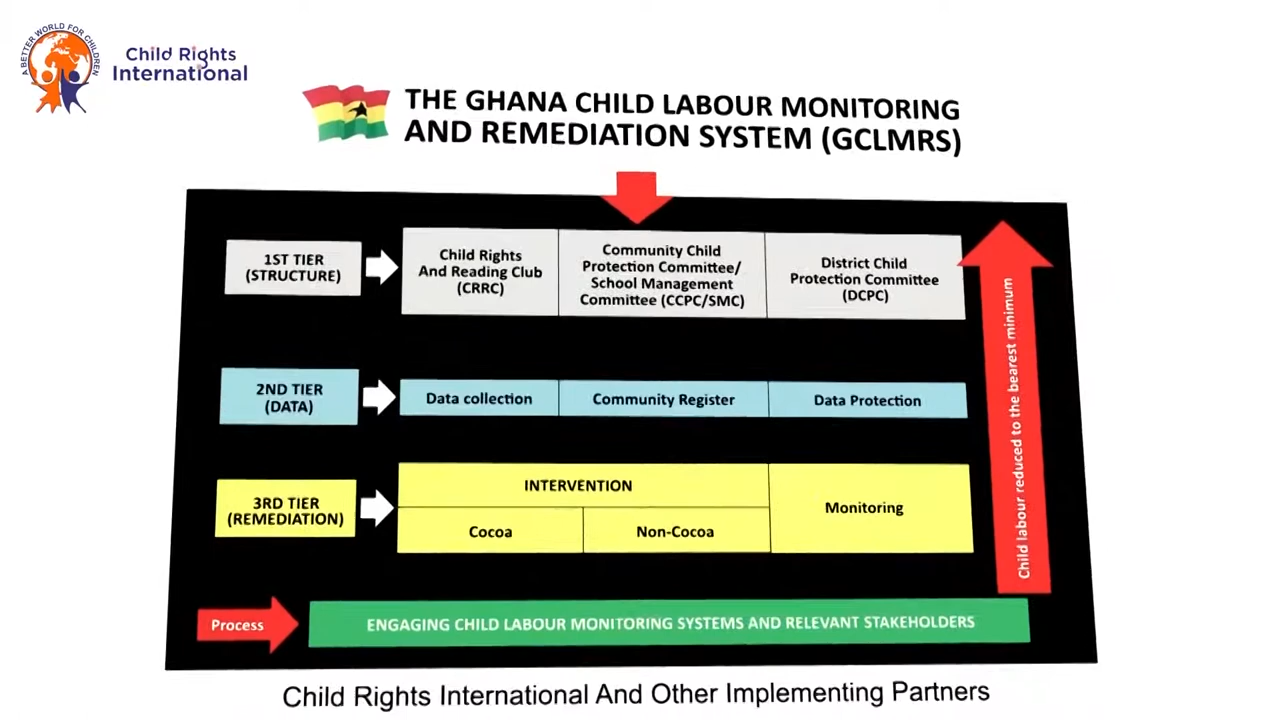 A BETTER WORLD FOR CHILDREN
Child Rights
International
THE GHANA CHILD LABOUR MONITORING
AND REMEDIATION SYSTEM (GCLMRS)
1ST TIER
(STRUCTURE)
Child Rights
And Reading Club
(CRRC)
Community Child
Protection Committee/
School Management
Committee (CCPC/SMC)
District Child
Protection Committee
(DCPC)
2ND TIER
(DATA)
Data collection
Community Register
Data Protection
3RD TIER
(REMEDIATION)
INTERVENTION
Cocoa
Non-Cocoa
Monitoring
Child labour reduced to the bearest minimum
Process
ENGAGING CHILD LABOUR MONITORING SYSTEMS AND RELEVANT STAKEHOLDERS
Child Rights International And Other Implementing Partners